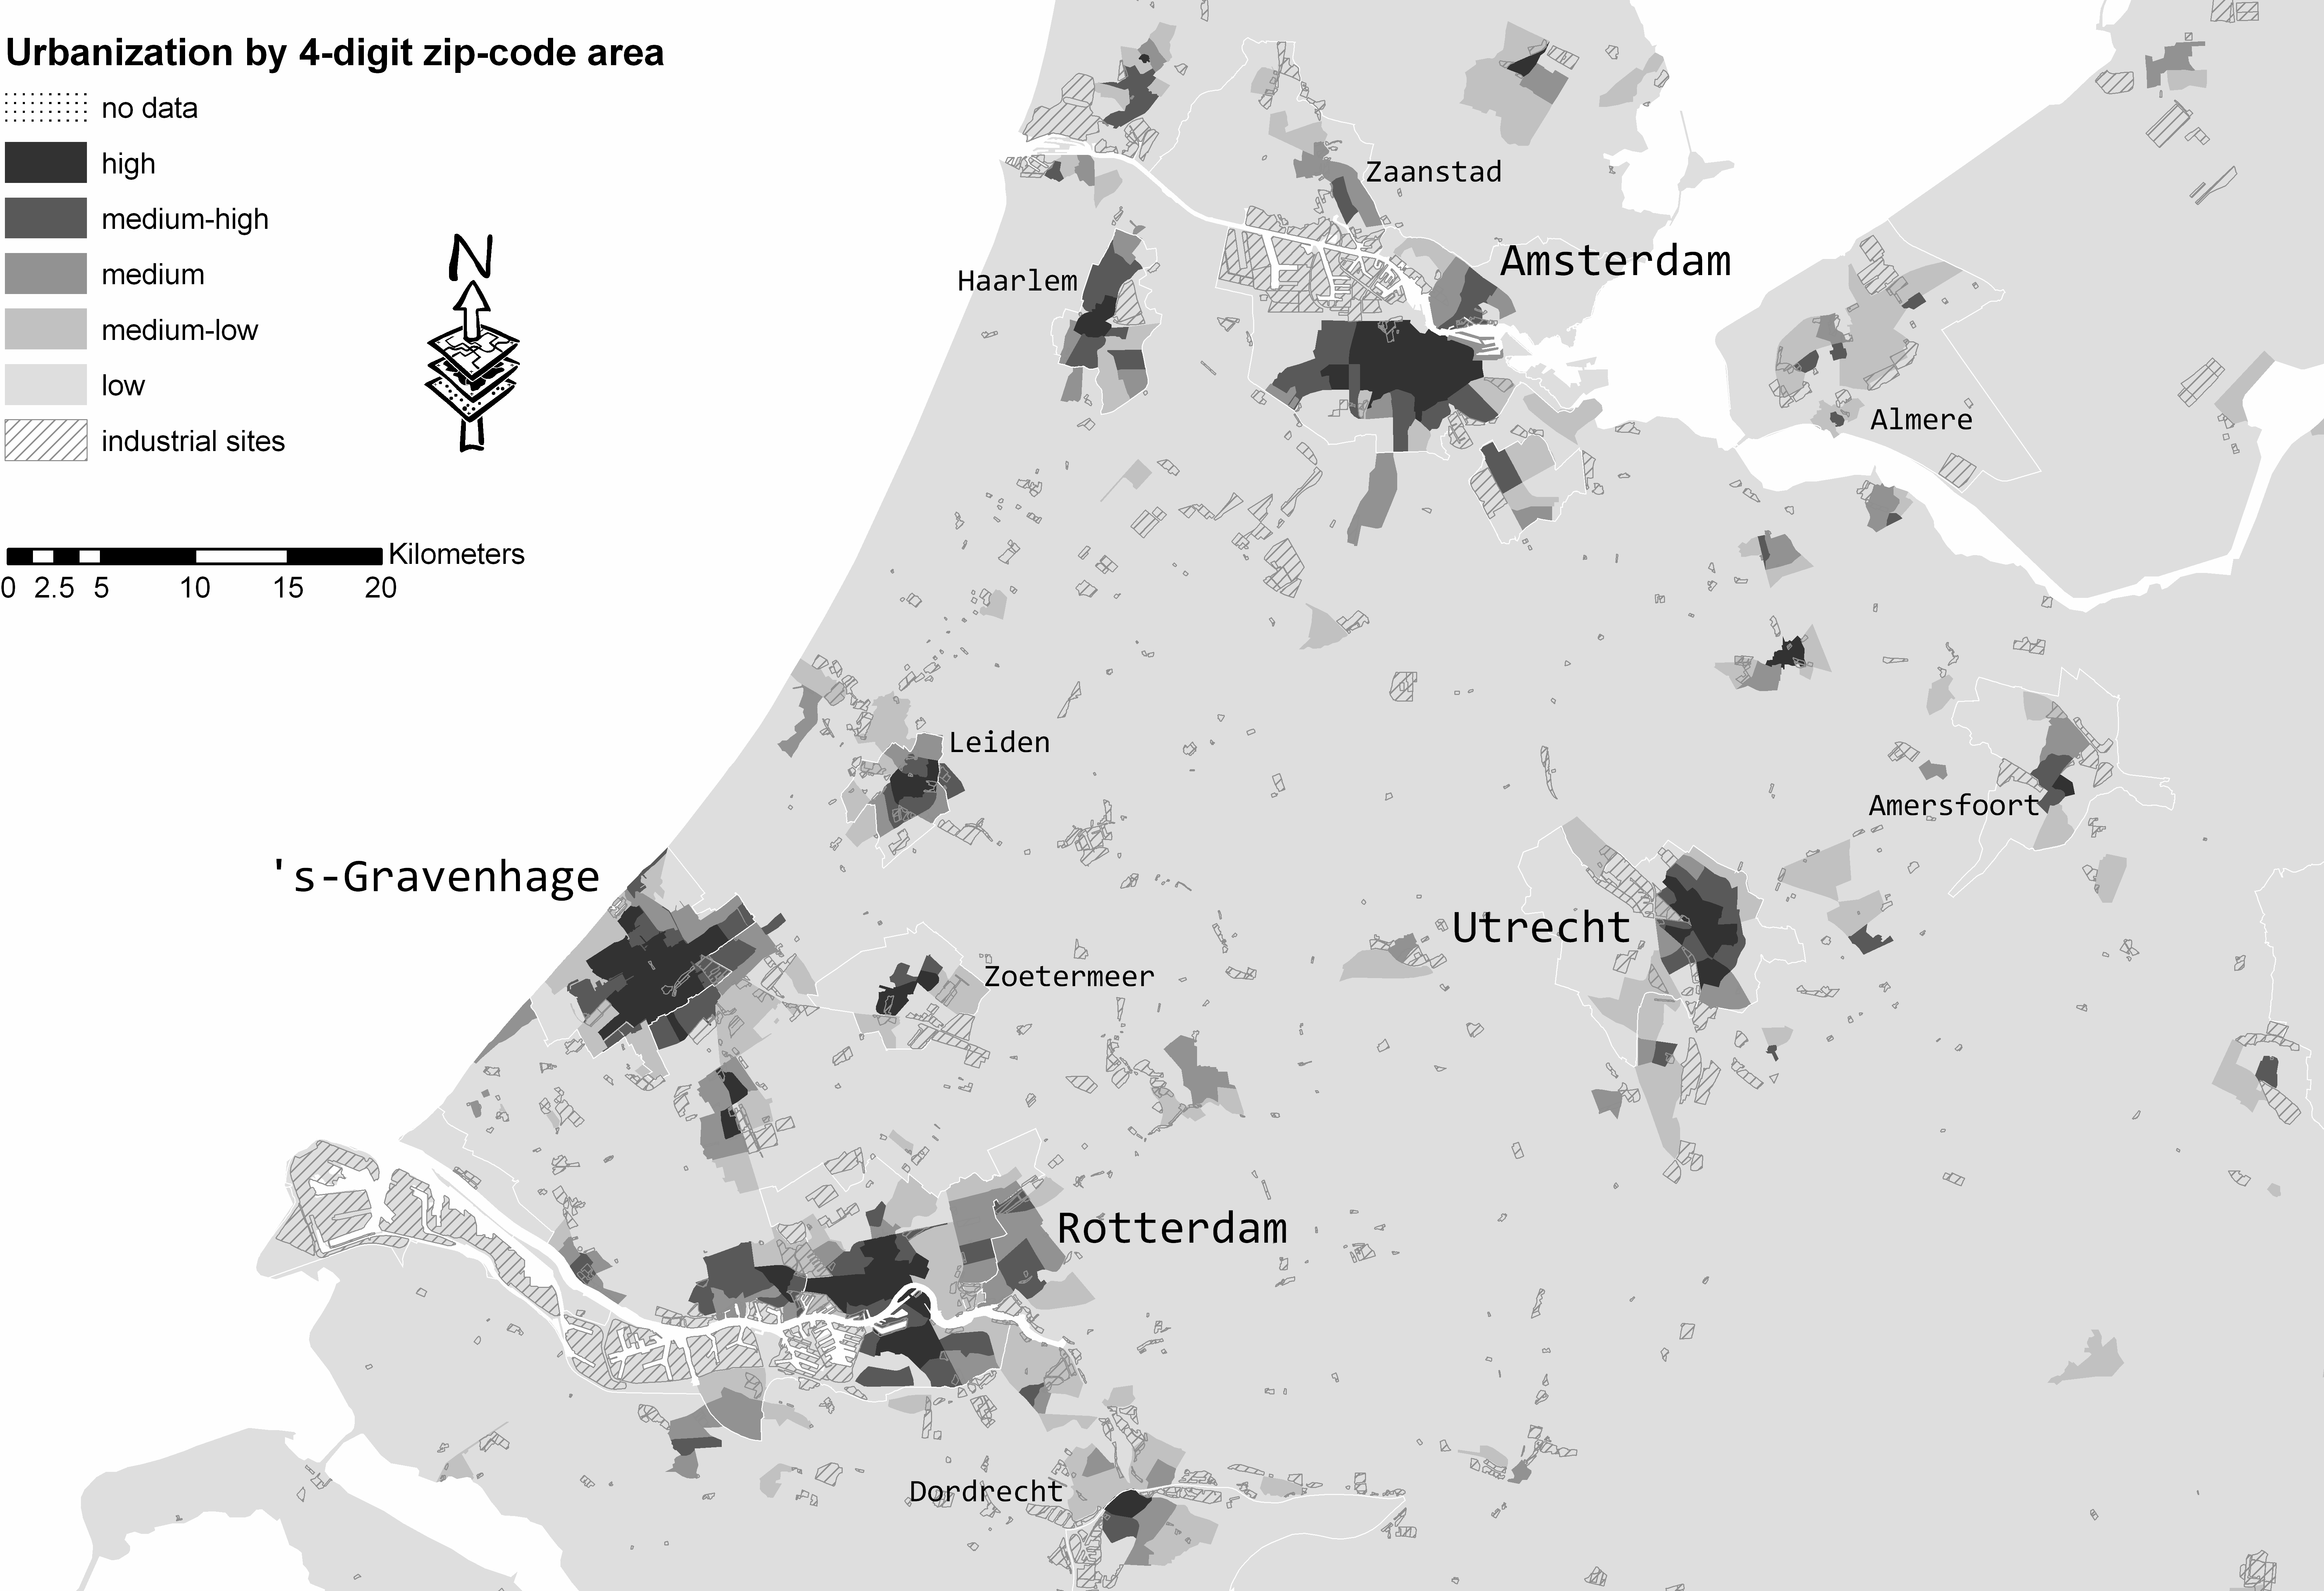 Urbanization by 4-digit zip-code area
no data
high
medium-high
medium
medium-low
low
industrial sites
N
Kilometers
0 2.5 5 10 15 20
Zaanstad
Amsterdam
Haarlem
Almere
Leiden
Amersfoort
's-Gravenhage
Utrecht
Zoetermeer
Rotterdam
Dordrecht